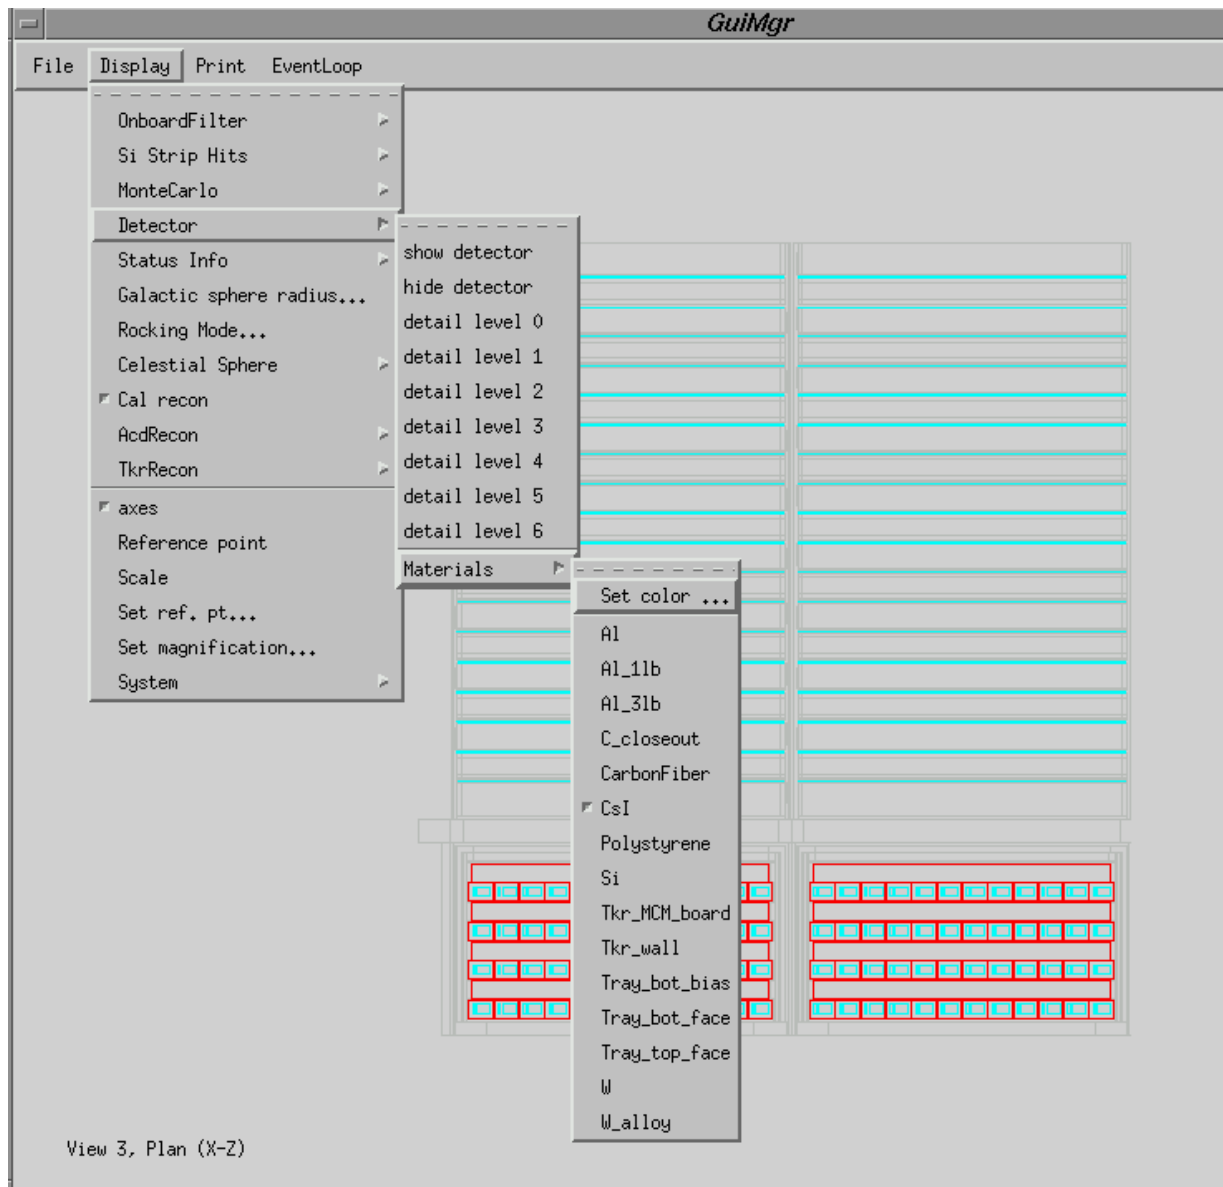 GuiMgr
File Display Print EventLoop
OnboardFilter
Si Strip Hits
MonteCarlo
Detector
Status Info
Galactic sphere radius...
Rocking Mode...
Celestial Sphere
Cal recon
AcdRecon
TkrRecon
axes
Reference point
Scale
Set ref. pt...
Set magnification...
System
show detector
hide detector
detail level 0
detail level 1
detail level 2
detail level 3
detail level 4
detail level 5
detail level 6
Materials
Set color ...
Al
Al_1lb
Al_3lb
C_closeout
CarbonFiber
CsI
Polystyrene
Si
Tkr_MCM_board
Tkr_wall
Tray_bot_bias
Tray_bot_face
Tray_top_face
W
W_alloy
View 3, Plan (X-Z)